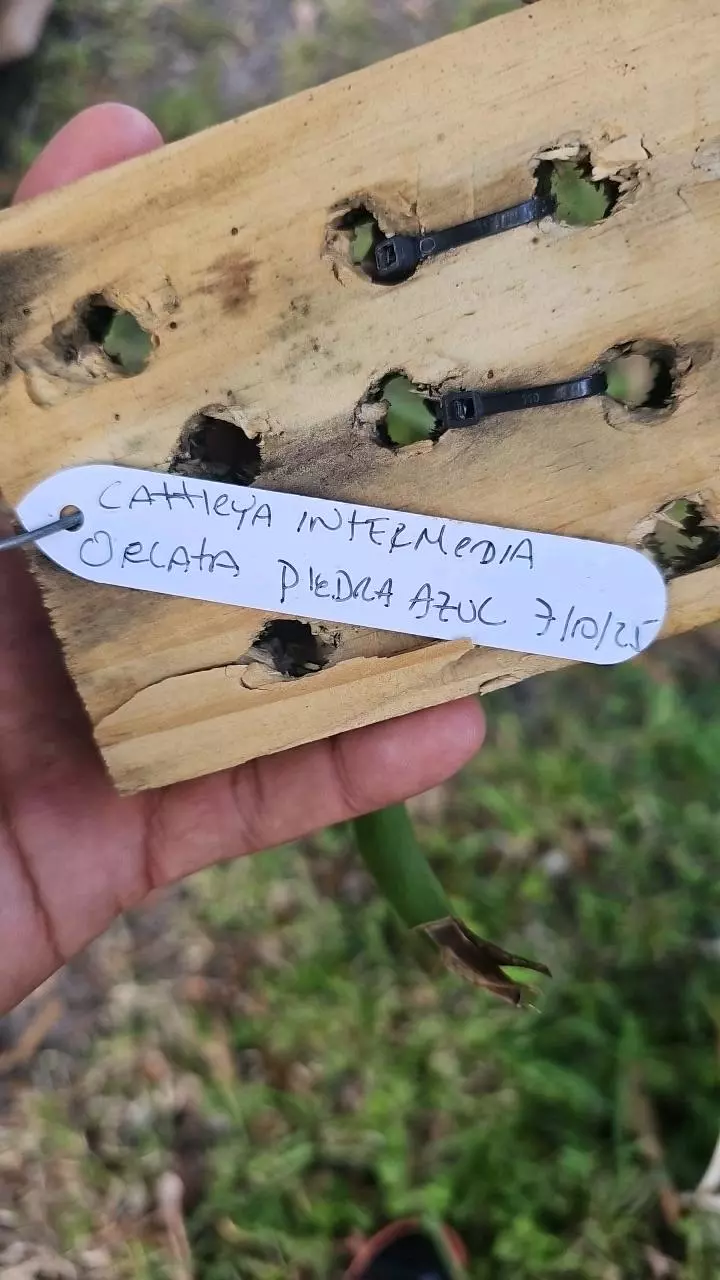 CATTLEYA INTERMEDIA
ORLATA PIEDRA AZUL 7/10/25